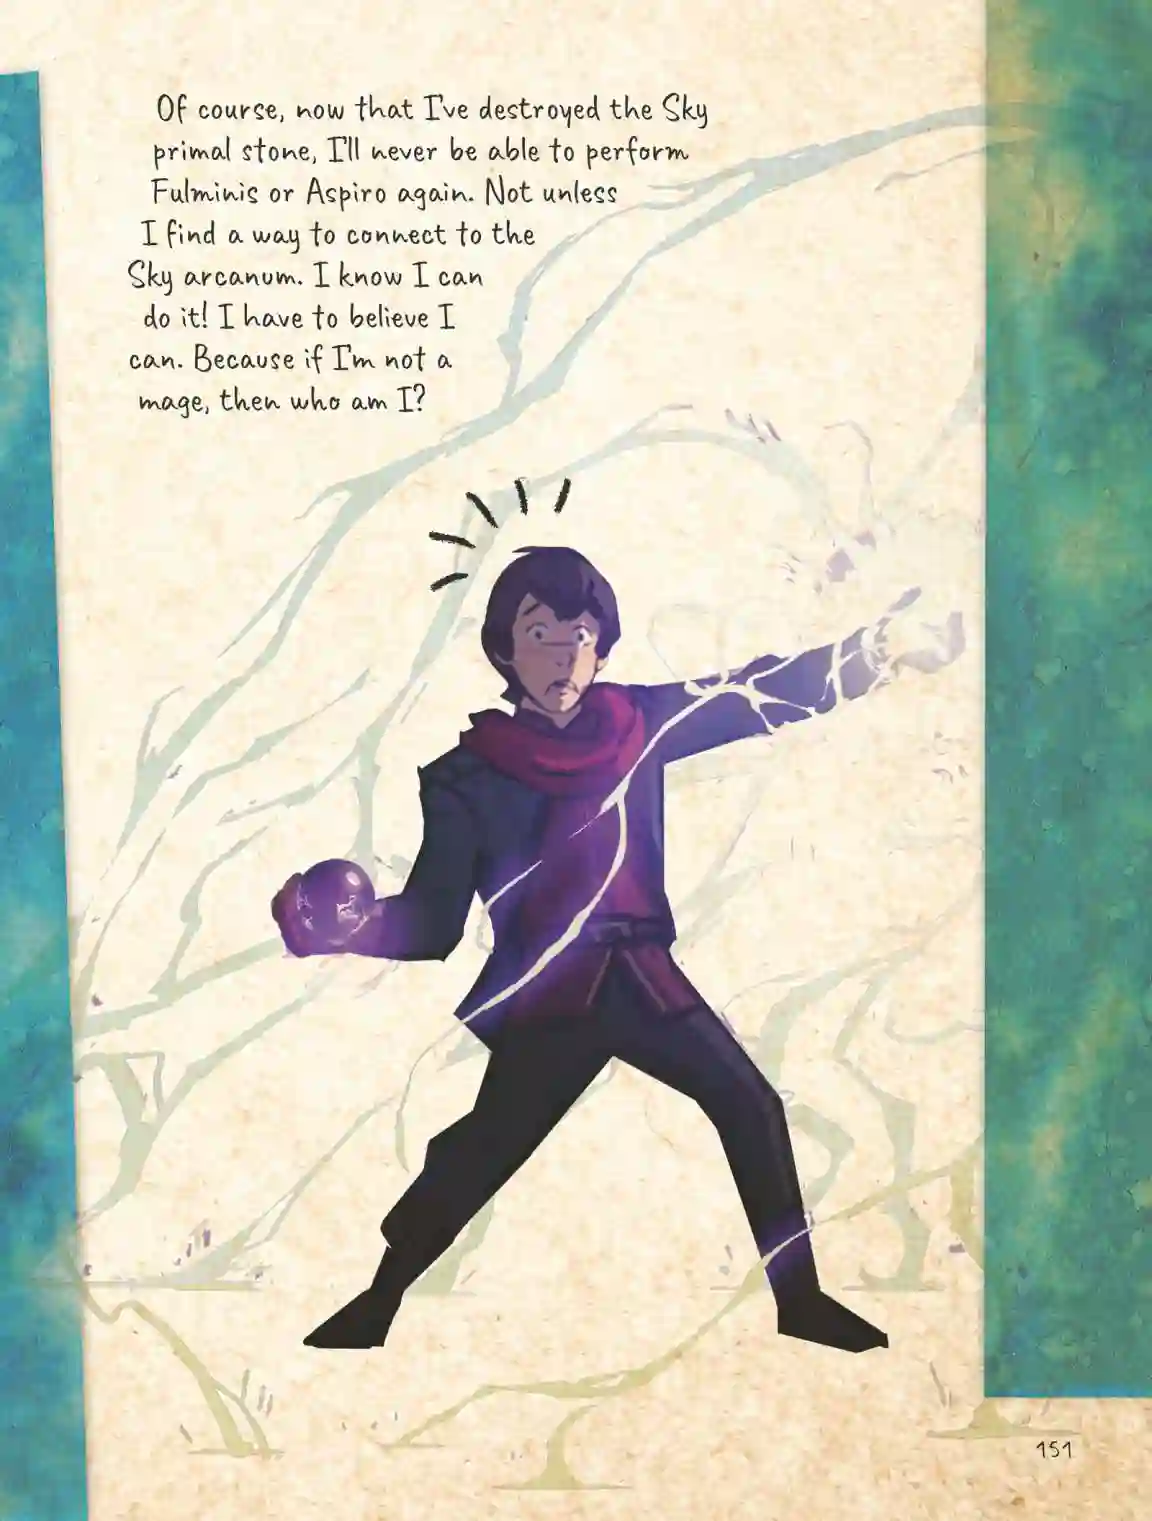 Of course, now that I've destroyed the Sky
primal stone, I'll never be able to perform
Fulminis or Aspiro again. Not unless
I find a way to connect to the
Sky arcanum. I know I can
do it! I have to believe I
can. Because if I'm not a
mage, then who am I?
151